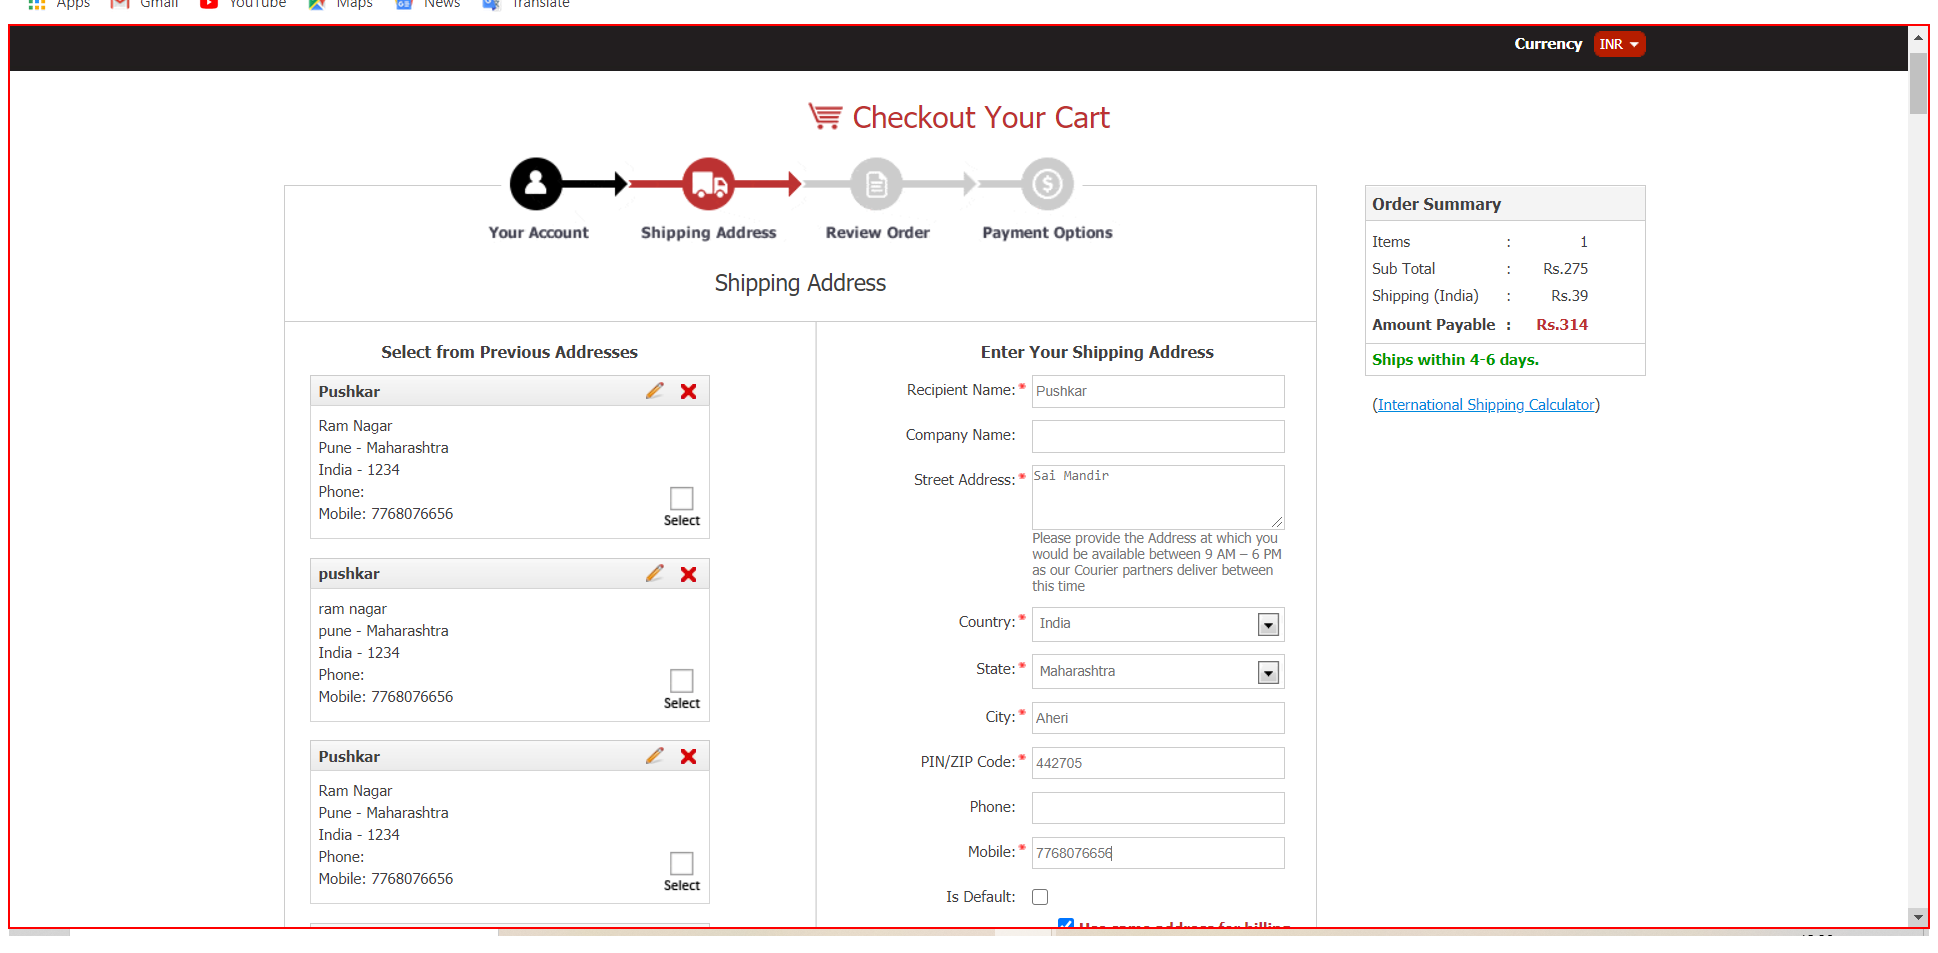 Apps Gmail YouTube Maps News Translate
Currency INR
Checkout Your Cart
Your Account Shipping Address Review Order Payment Options
Shipping Address
Select from Previous Addresses
Pushkar
Ram Nagar
Pune - Maharashtra
India - 1234
Phone:
Mobile: 7768076656
Select
pushkar
ram nagar
pune - Maharashtra
India - 1234
Phone:
Mobile: 7768076656
Select
Pushkar
Ram Nagar
Pune - Maharashtra
India - 1234
Phone:
Mobile: 7768076656
Select
Enter Your Shipping Address
Recipient Name:* Pushkar
Company Name:
Street Address:* Sai Mandir
Please provide the Address at which you
would be available between 9 AM – 6 PM
as our Courier partners deliver between
this time
Country:* India
State:* Maharashtra
City:* Aheri
PIN/ZIP Code:* 442705
Phone:
Mobile:* 7768076656
Is Default:
Use same address for billing
Order Summary
Items : 1
Sub Total : Rs.275
Shipping (India) : Rs.39
Amount Payable : Rs.314
Ships within 4-6 days.
(International Shipping Calculator)